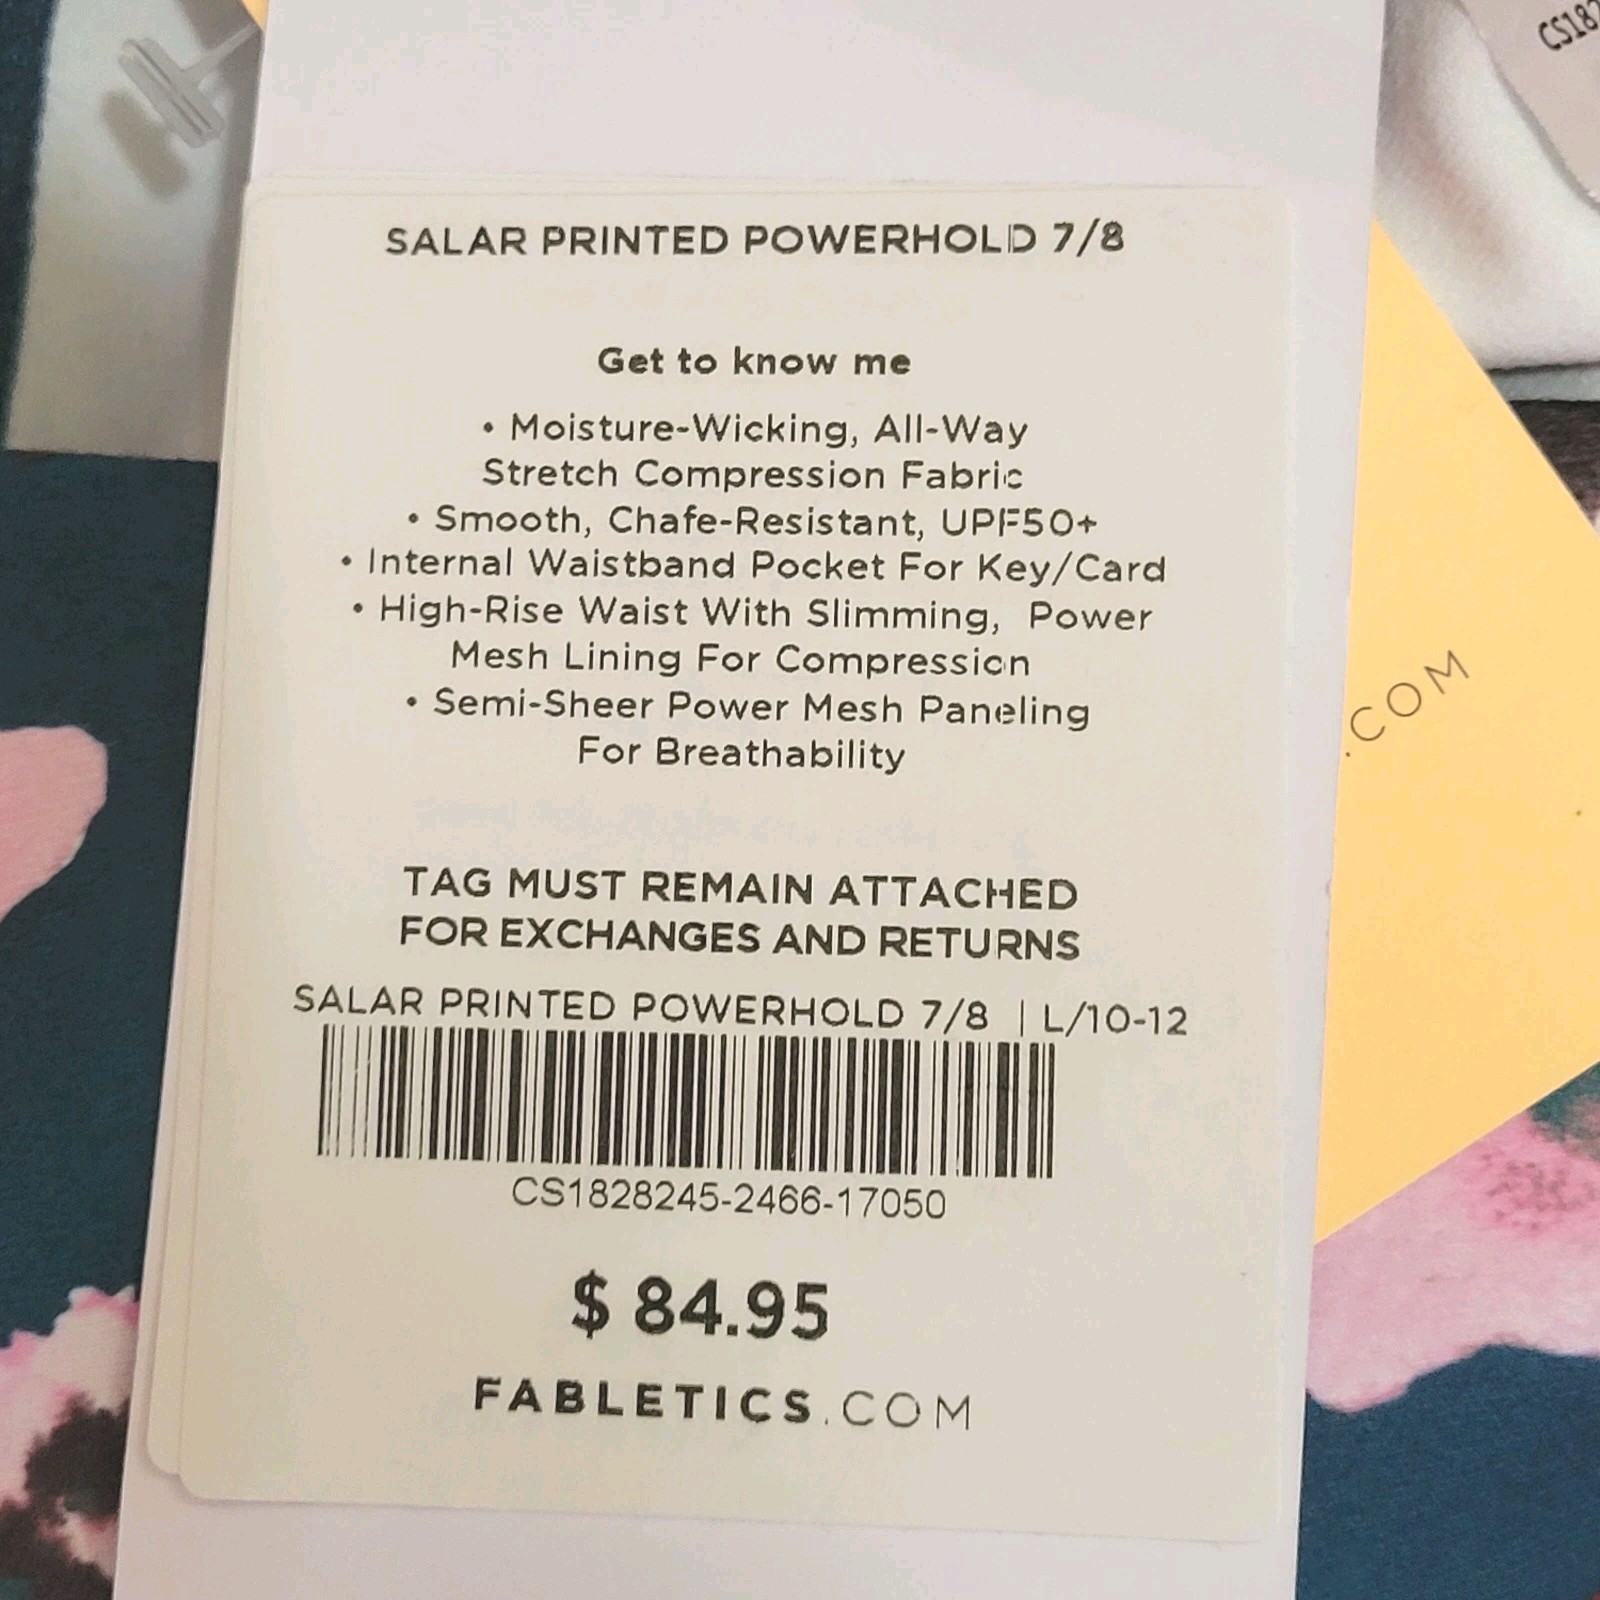 SALAR PRINTED POWERHOLD 7/8
Get to know me
• Moisture-Wicking, All-Way
Stretch Compression Fabric
• Smooth, Chafe-Resistant, UPF50+
• Internal Waistband Pocket For Key/Card
• High-Rise Waist With Slimming, Power
Mesh Lining For Compression
• Semi-Sheer Power Mesh Paneling
For Breathability
TAG MUST REMAIN ATTACHED
FOR EXCHANGES AND RETURNS
SALAR PRINTED POWERHOLD 7/8 | L/10-12
CS1828245-2466-17050
$ 84.95
FABLETICS.COM
.COM
CS182